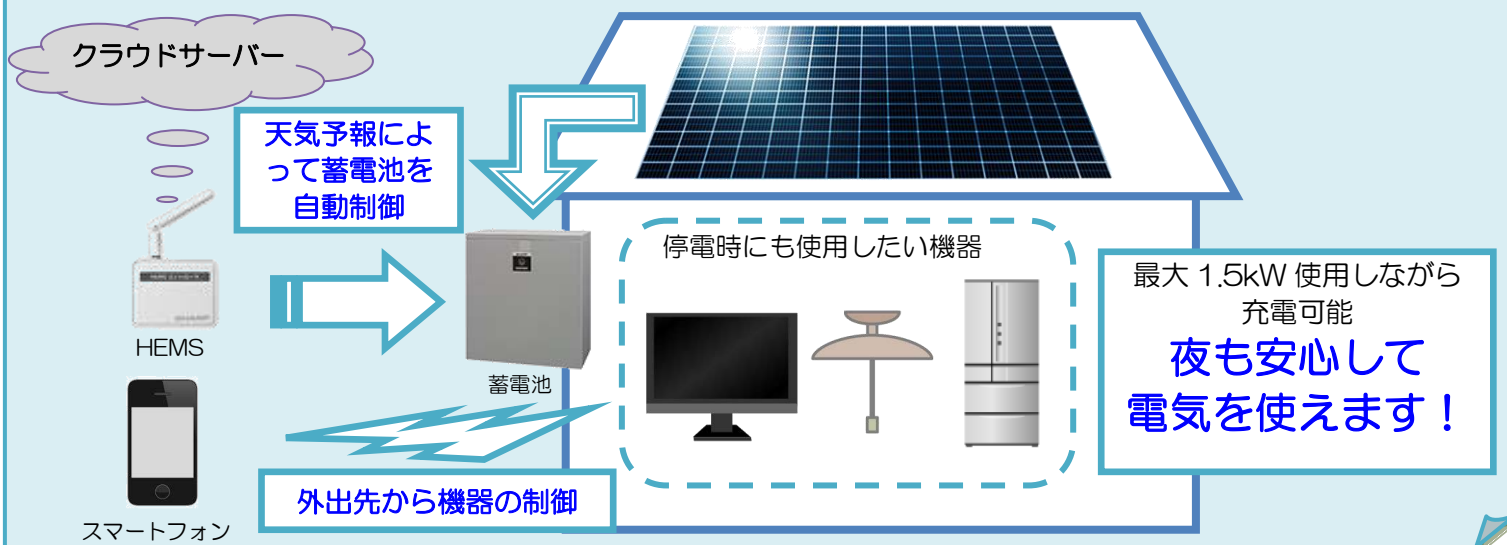 クラウドサーバー
天気予報によ
って蓄電池を
自動制御
停電時にも使用したい機器
最大 1.5kW 使用しながら
充電可能
夜も安心して
電気を使えます！
HEMS
蓄電池
外出先から機器の制御
スマートフォン